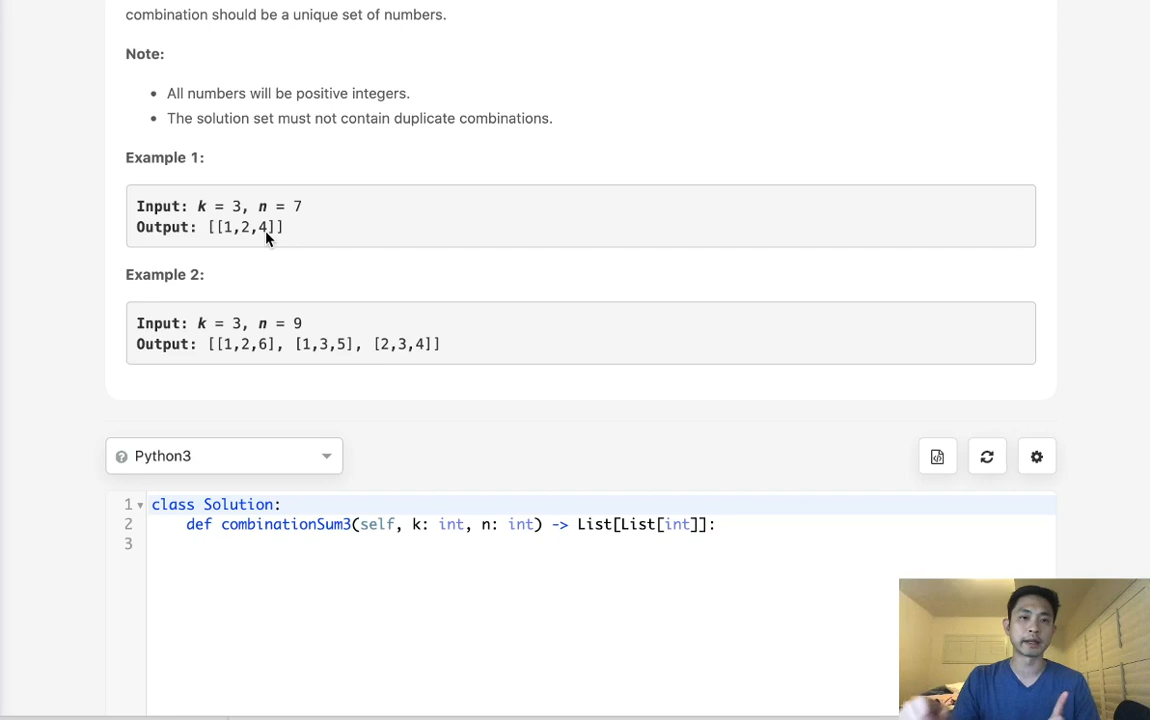 combination should be a unique set of numbers.
Note:
• All numbers will be positive integers.
• The solution set must not contain duplicate combinations.
Example 1:
Input: k = 3, n = 7
Output: [[1,2,4]]
Example 2:
Input: k = 3, n = 9
Output: [[1,2,6], [1,3,5], [2,3,4]]
Python3
1 class Solution:
2     def combinationSum3(self, k: int, n: int) -> List[List[int]]:
3